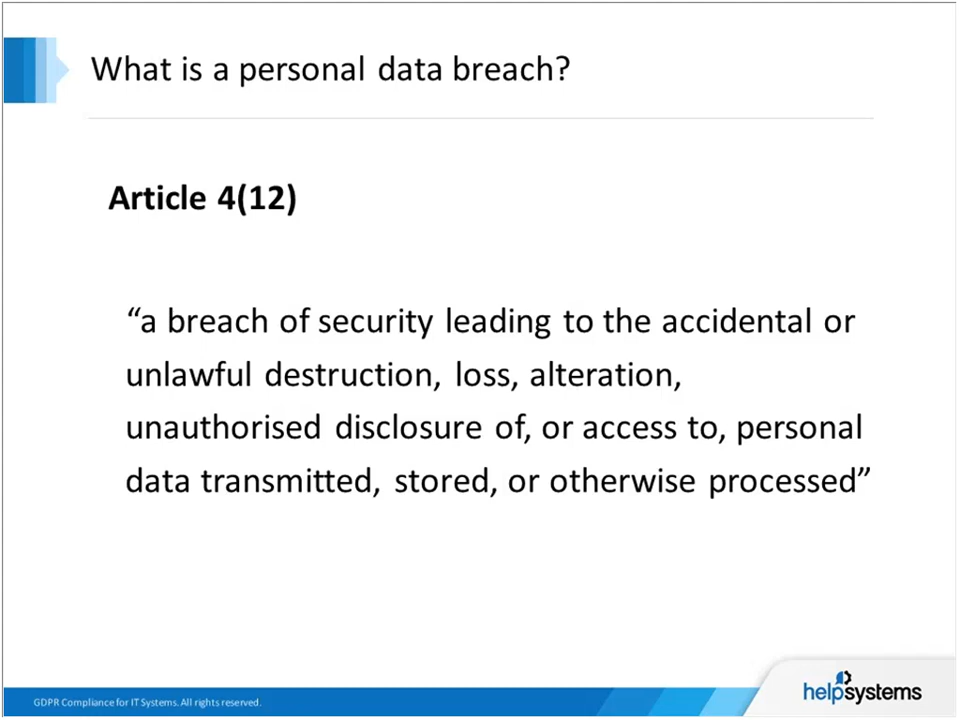 What is a personal data breach?
Article 4(12)
“a breach of security leading to the accidental or
unlawful destruction, loss, alteration,
unauthorised disclosure of, or access to, personal
data transmitted, stored, or otherwise processed”
GDPR Compliance for IT Systems. All rights reserved.
helpsystems